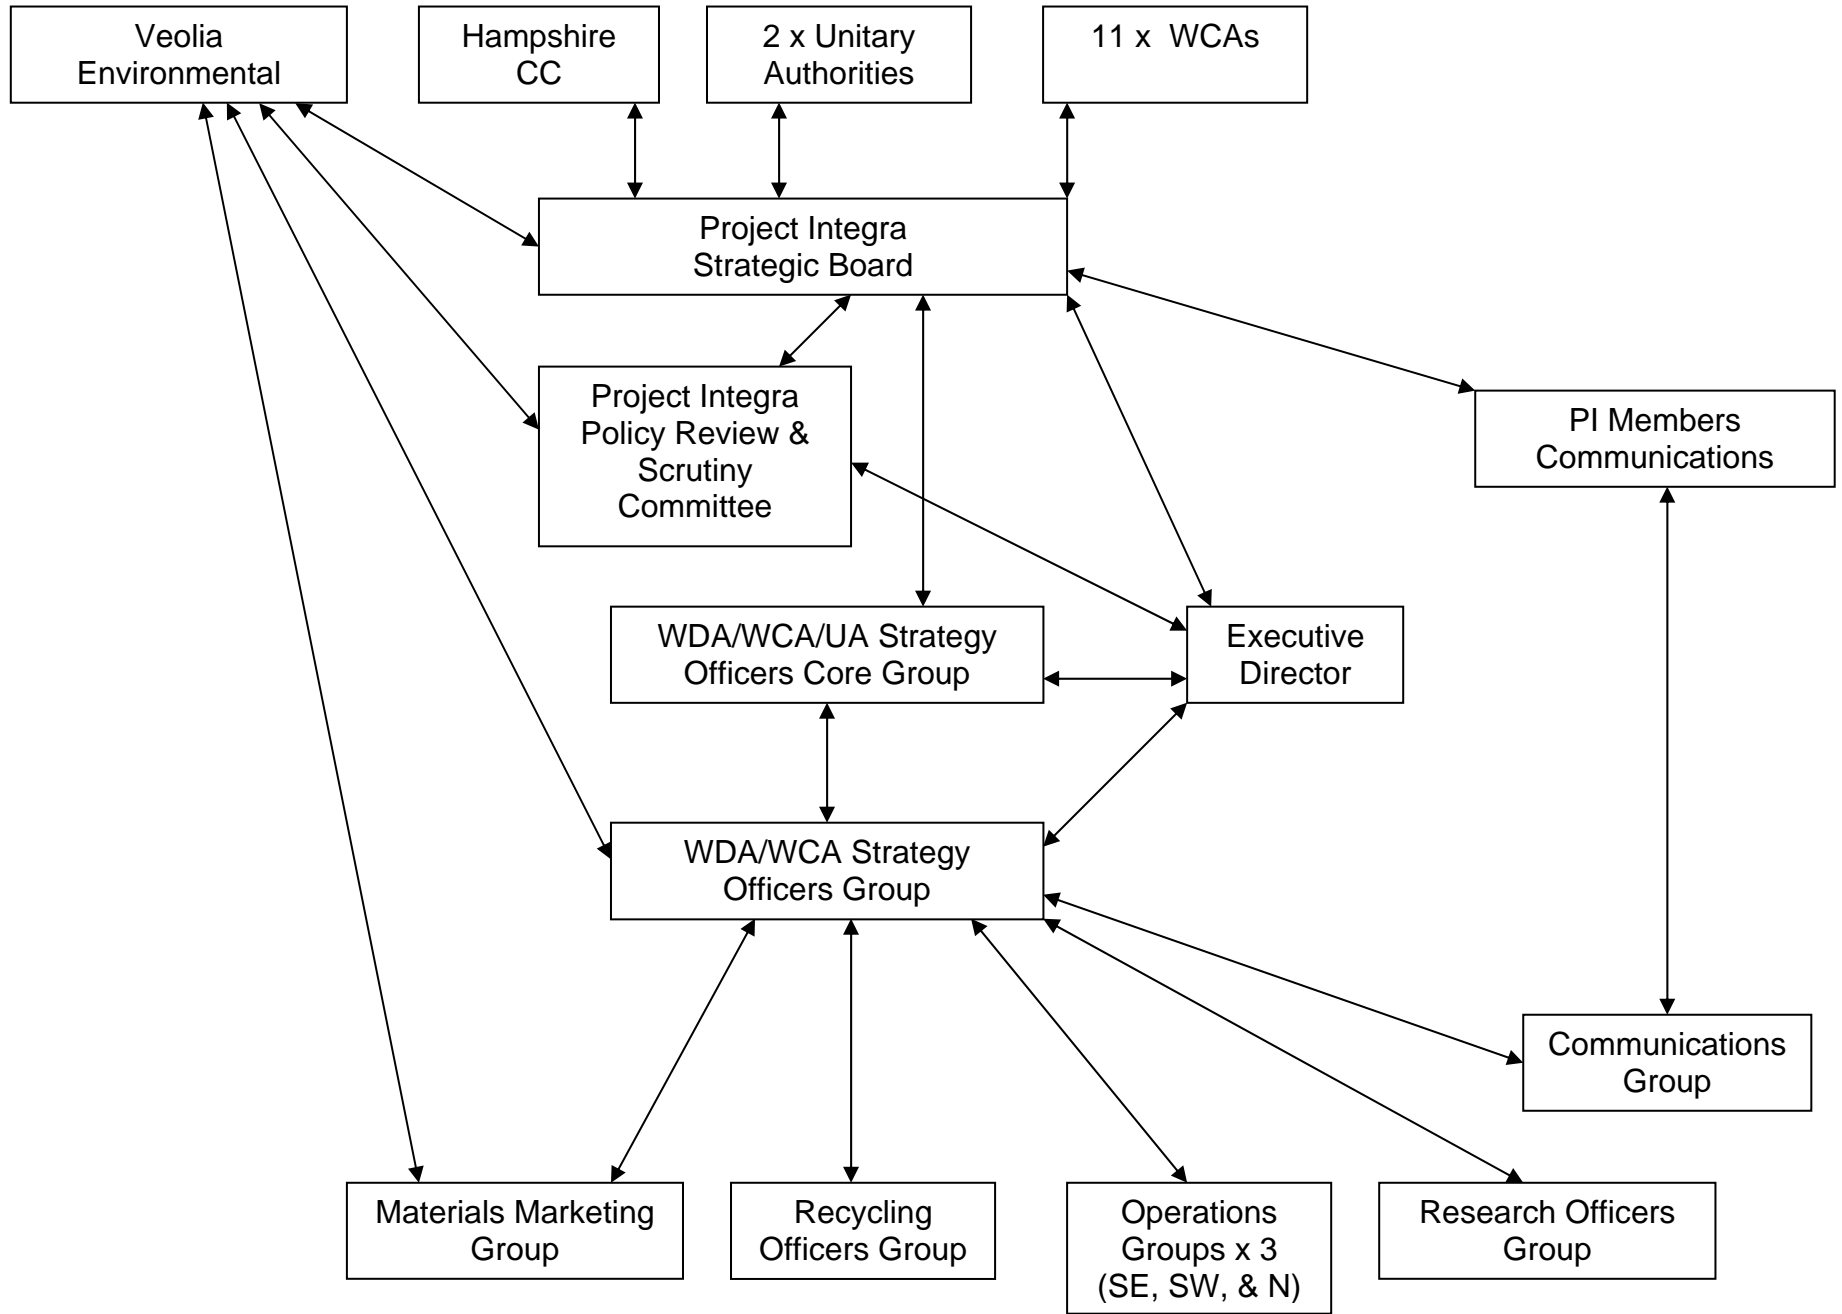 Veolia
Environmental
Hampshire
CC
2 x Unitary
Authorities
11 x  WCAs
Project Integra
Strategic Board
Project Integra
Policy Review &
Scrutiny
Committee
PI Members
Communications
WDA/WCA/UA Strategy
Officers Core Group
Executive
Director
WDA/WCA Strategy
Officers Group
Communications
Group
Materials Marketing
Group
Recycling
Officers Group
Operations
Groups x 3
(SE, SW, & N)
Research Officers
Group